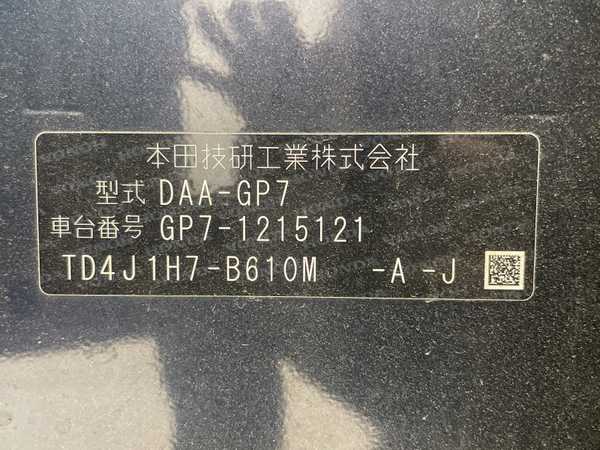 本田技研工業株式会社
型式 DAA-GP7
車台番号 GP7-1215121
TD4J1H7-B610M -A -J